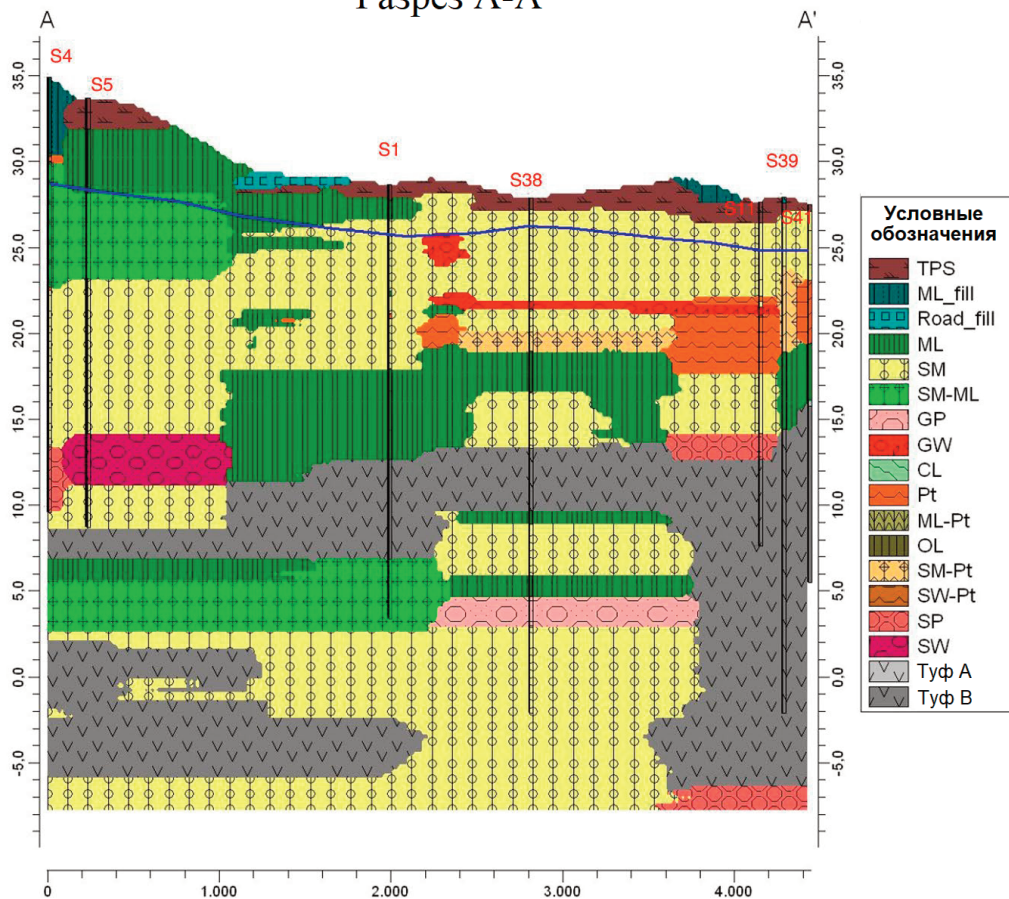 Разрез А-А
A
A'
S4
S5
S1
S38
S39
S11
S41
35,0
30,0
25,0
20,0
15,0
10,0
5,0
0,0
-5,0
35,0
30,0
25,0
20,0
15,0
10,0
5,0
0,0
-5,0
0
1.000
2.000
3.000
4.000
Условные
обозначения
TPS
ML_fill
Road_fill
ML
SM
SM-ML
GP
GW
CL
Pt
ML-Pt
OL
SM-Pt
SW-Pt
SP
SW
Туф А
Туф В